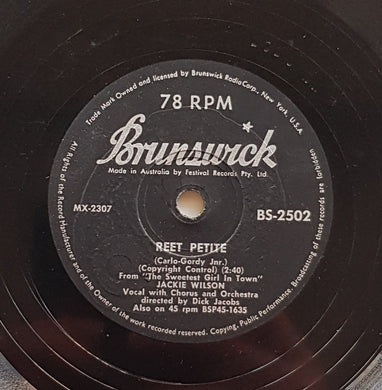 Trade Mark Owned and licensed by Brunswick Radio Corp., New York, U.S.A.
78 RPM
Brunswick
Made in Australia by Festival Records Pty. Ltd.
MX-2307
BS-2502
REET PETITE
(Carlo-Gordy Jnr.)
(Copyright Control) (2:40)
From "The Sweetest Girl In Town"
JACKIE WILSON
Vocal with Chorus and Orchestra
directed by Dick Jacobs
Also on 45 rpm BSP45-1635
All Rights of the Record Manufacturer and of the Owner of the work recorded reserved. Copying, Public Performance, Broadcasting of these records are forbidden